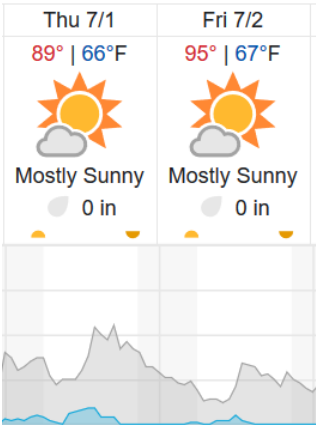 Thu 7/1
Fri 7/2
89° | 66°F
95° | 67°F
Mostly Sunny
Mostly Sunny
0 in
0 in